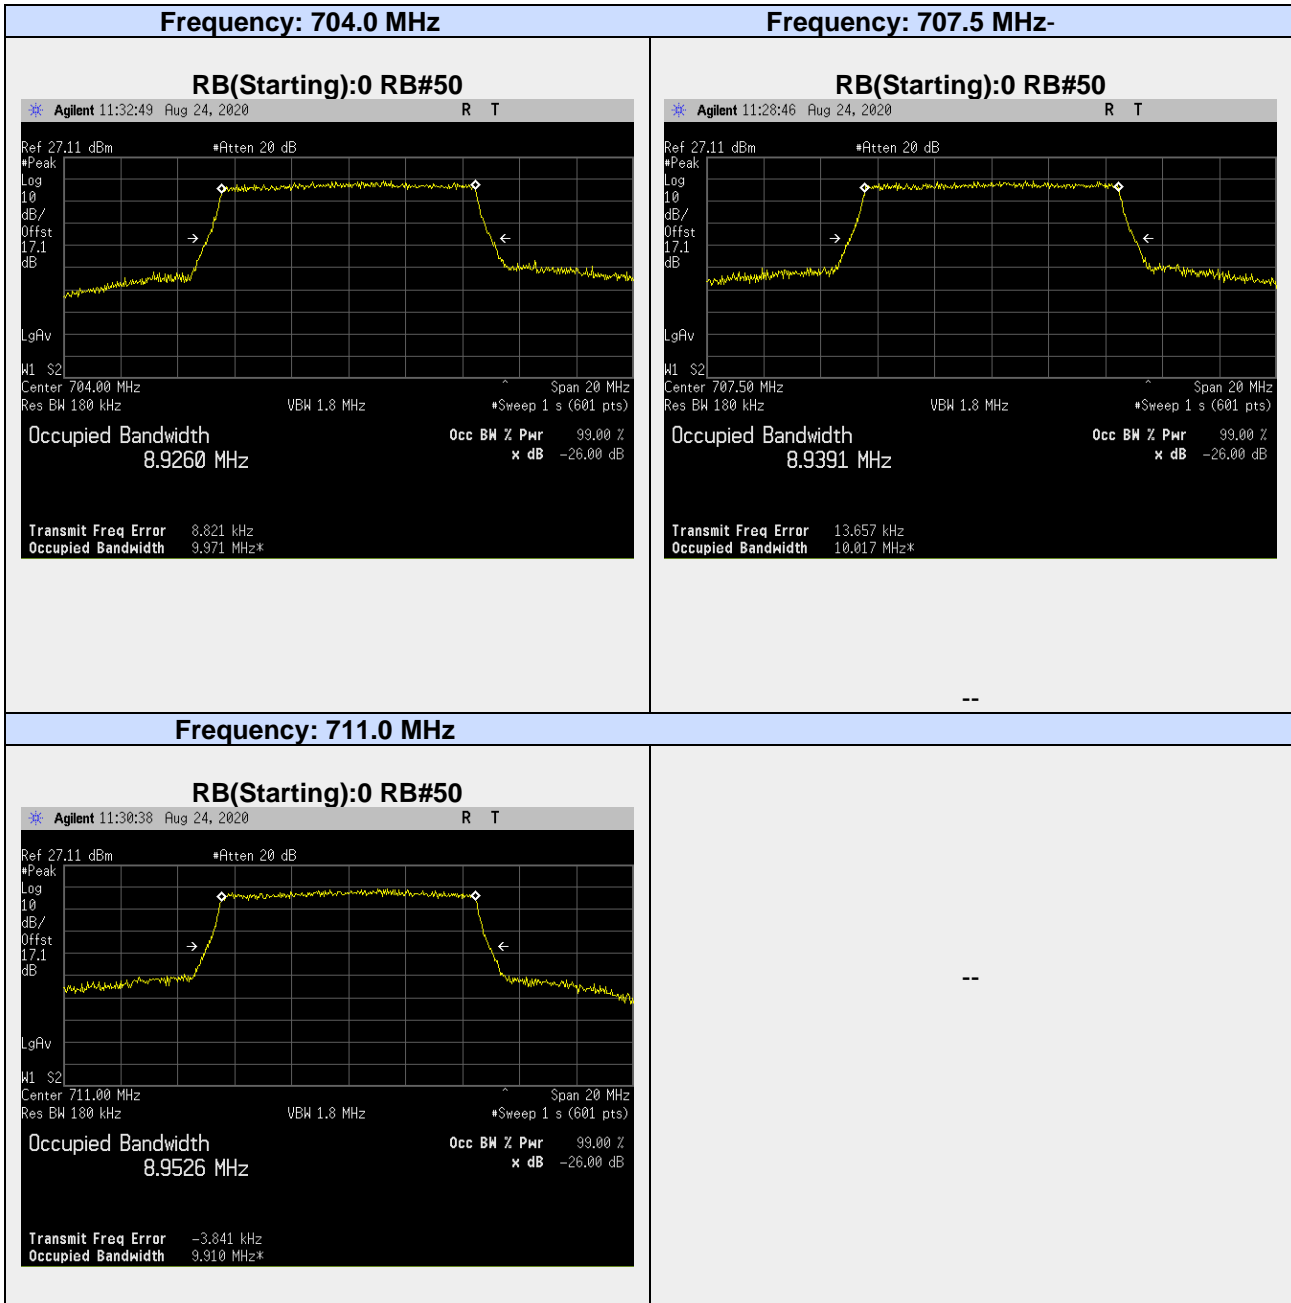 Frequency: 704.0 MHz
Frequency: 707.5 MHz-
RB(Starting):0 RB#50
Agilent 11:32:49 Aug 24, 2020 R T
Ref 27.11 dBm #Atten 20 dB
#Peak
Log
10
dB/
Offst
17.1
dB
LgAv
W1 S2
Center 704.00 MHz ^ Span 20 MHz
Res BW 180 kHz VBW 1.8 MHz #Sweep 1 s (601 pts)
Occupied Bandwidth Occ BW % Pwr 99.00 %
8.9260 MHz x dB -26.00 dB
Transmit Freq Error 8.821 kHz
Occupied Bandwidth 9.971 MHz*
RB(Starting):0 RB#50
Agilent 11:28:46 Aug 24, 2020 R T
Ref 27.11 dBm #Atten 20 dB
#Peak
Log
10
dB/
Offst
17.1
dB
LgAv
W1 S2
Center 707.50 MHz ^ Span 20 MHz
Res BW 180 kHz VBW 1.8 MHz #Sweep 1 s (601 pts)
Occupied Bandwidth Occ BW % Pwr 99.00 %
8.9391 MHz x dB -26.00 dB
Transmit Freq Error 13.657 kHz
Occupied Bandwidth 10.017 MHz*
--
Frequency: 711.0 MHz
RB(Starting):0 RB#50
Agilent 11:30:38 Aug 24, 2020 R T
Ref 27.11 dBm #Atten 20 dB
#Peak
Log
10
dB/
Offst
17.1
dB
LgAv
W1 S2
Center 711.00 MHz ^ Span 20 MHz
Res BW 180 kHz VBW 1.8 MHz #Sweep 1 s (601 pts)
Occupied Bandwidth Occ BW % Pwr 99.00 %
8.9526 MHz x dB -26.00 dB
Transmit Freq Error -3.841 kHz
Occupied Bandwidth 9.910 MHz*
--